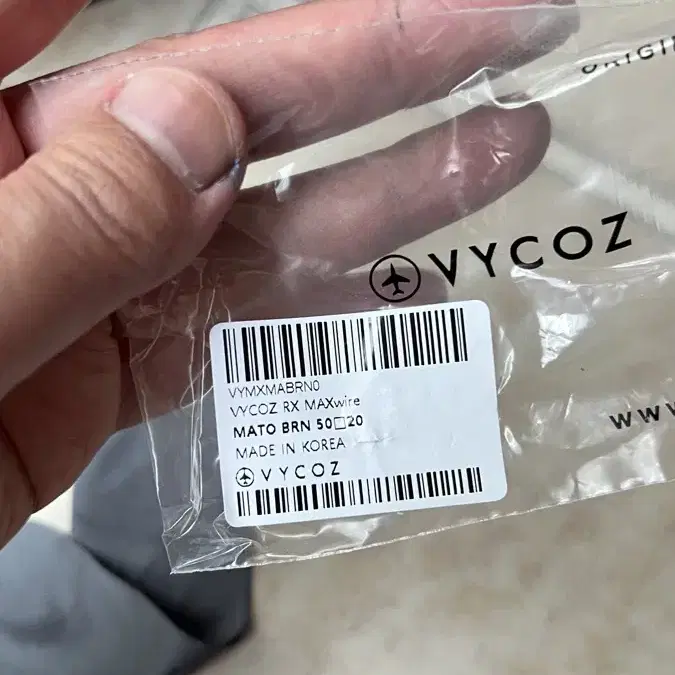 VYCOZ
VYMXMABRN0
VYCOZ RX MAXwire
MATO BRN 50□20
MADE IN KOREA
VYCOZ